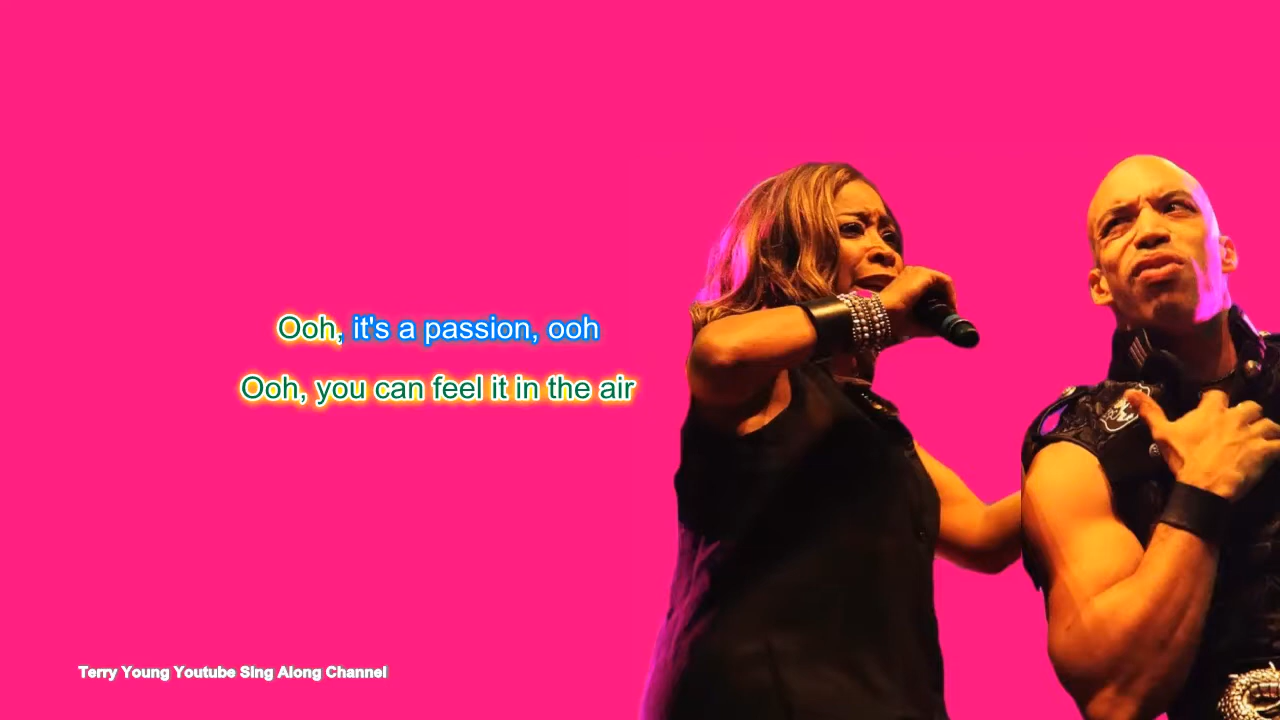 Ooh, it's a passion, ooh
Ooh, you can feel it in the air
Terry Young Youtube Sing Along Channel